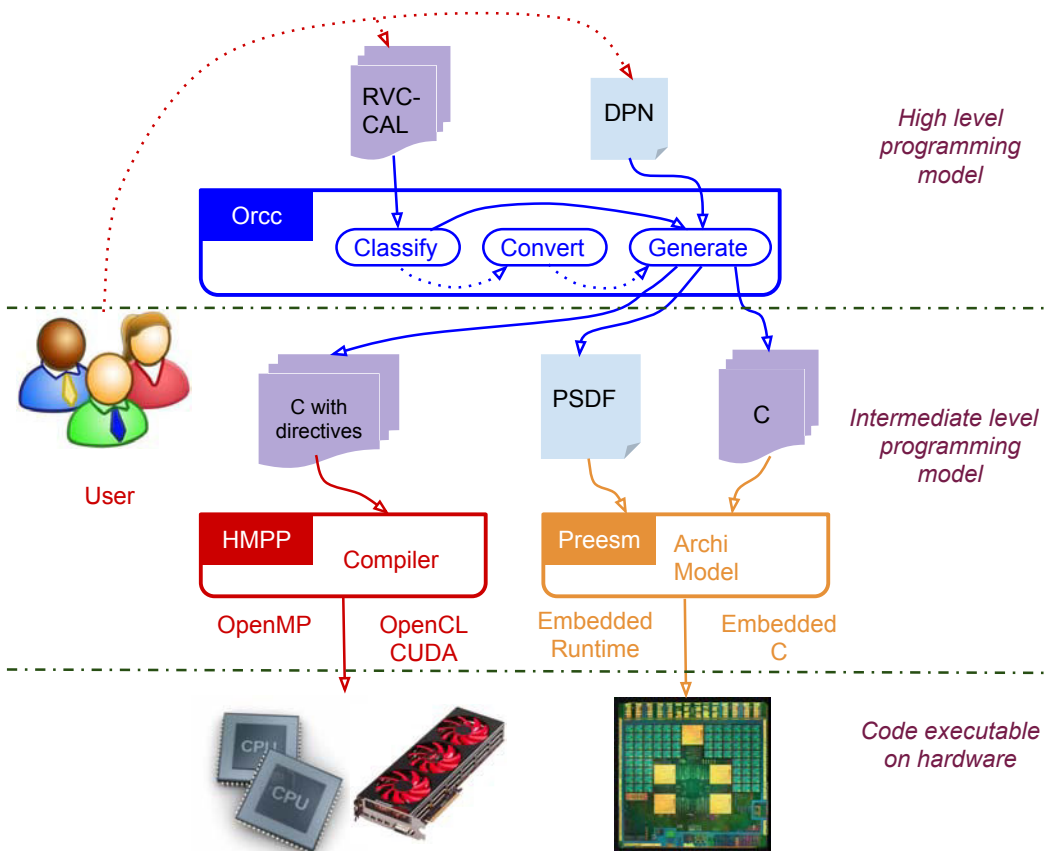 RVC-
CAL
DPN
High level
programming
model
Orcc
Classify
Convert
Generate
C with
directives
PSDF
C
Intermediate level
programming
model
User
HMPP
Compiler
Preesm
Archi
Model
OpenMP
OpenCL
CUDA
Embedded
Runtime
Embedded
C
CPU
CPU
Code executable
on hardware